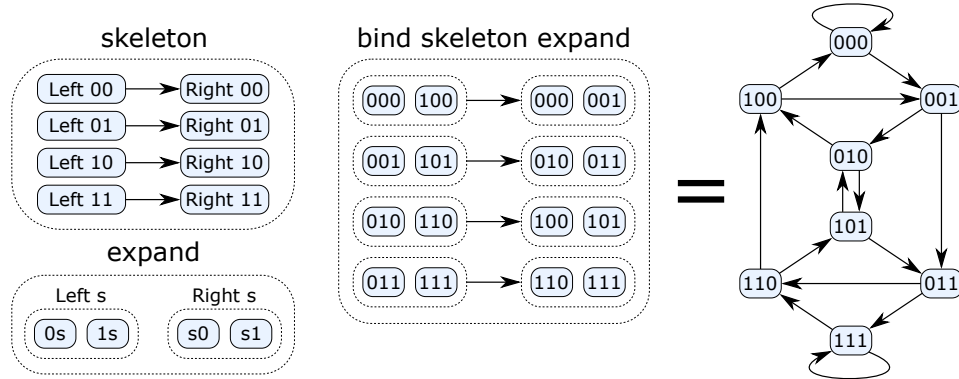 skeleton
Left 00 Right 00
Left 01 Right 01
Left 10 Right 10
Left 11 Right 11
expand
Left s Right s
0s 1s s0 s1
bind skeleton expand
000 100 000 001
001 101 010 011
010 110 100 101
011 111 110 111
=
000
100 001
010
101
110 011
111